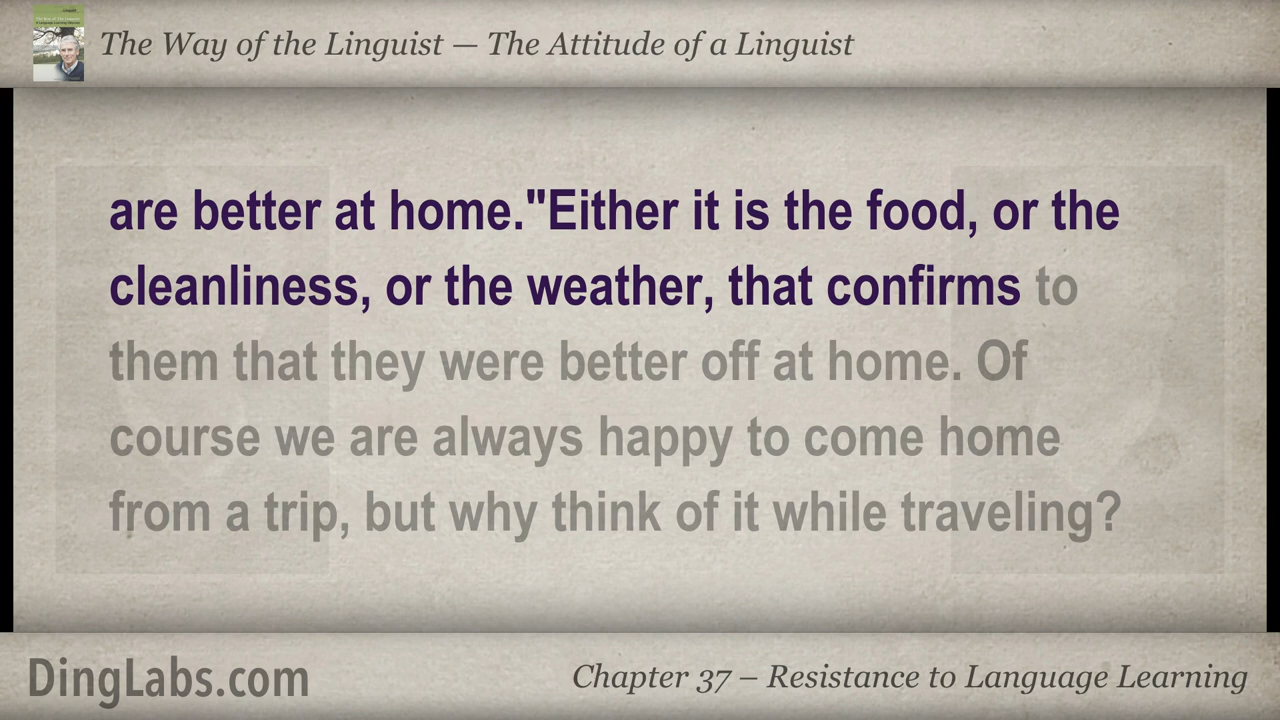 The Way of the Linguist — The Attitude of a Linguist
are better at home."Either it is the food, or the
cleanliness, or the weather, that confirms to
them that they were better off at home. Of
course we are always happy to come home
from a trip, but why think of it while traveling?
DingLabs.com
Chapter 37 – Resistance to Language Learning